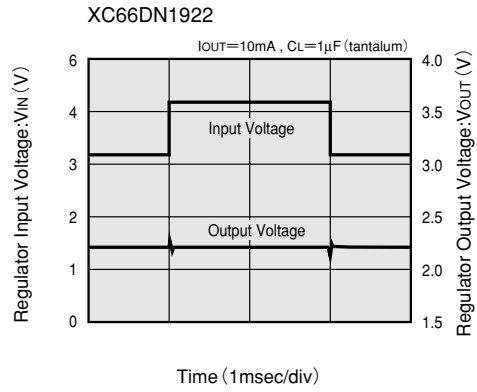 XC66DN1922
IOUT=10mA , CL=1µF (tantalum)
Regulator Input Voltage:VIN (V)
6
4
3
2
1
0
Input Voltage
Output Voltage
4.0
3.5
3.0
2.5
2.0
1.5
Regulator Output Voltage:VOUT (V)
Time (1msec/div)